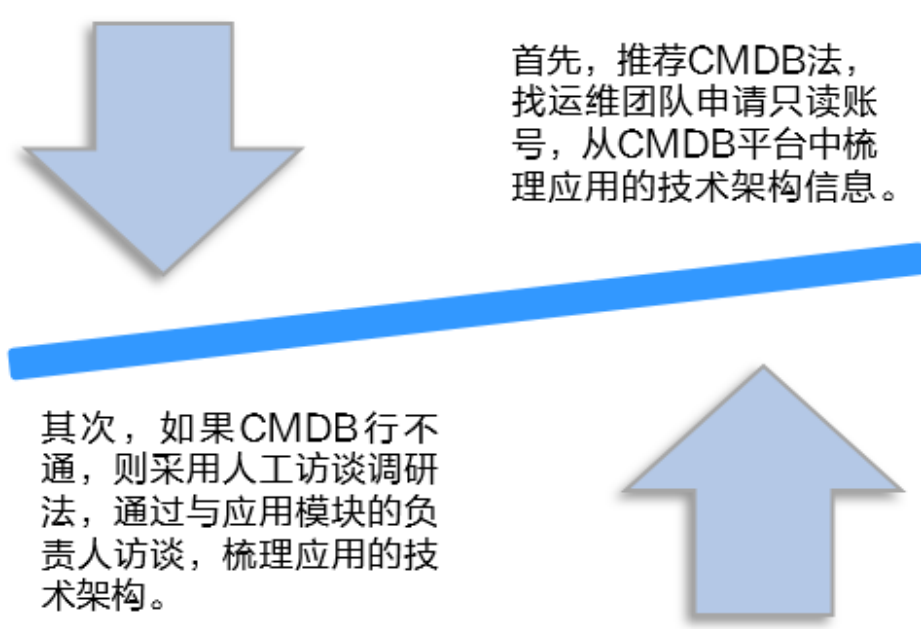 首先，推荐CMDB法，
找运维团队申请只读账
号，从CMDB平台中梳
理应用的技术架构信息。
其次，如果CMDB行不
通，则采用人工访谈调研
法，通过与应用模块的负
责人访谈，梳理应用的技
术架构。